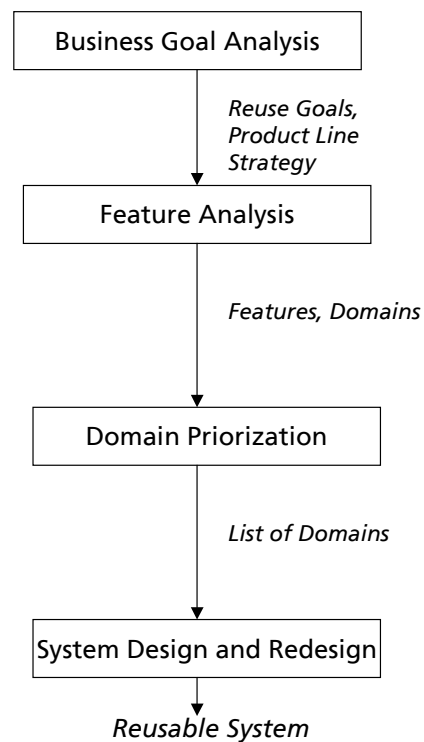 Business Goal Analysis
Reuse Goals,
Product Line
Strategy
Feature Analysis
Features, Domains
Domain Priorization
List of Domains
System Design and Redesign
Reusable System